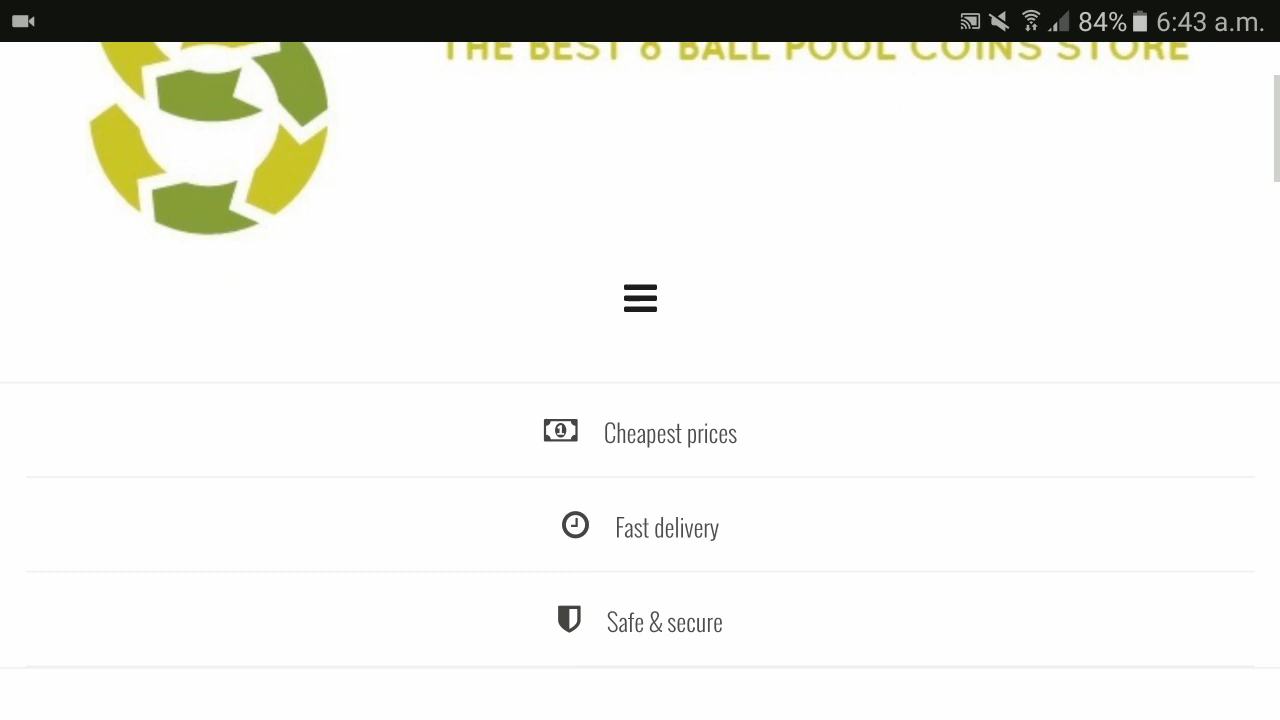 84% 6:43 a.m.
THE BEST 8 BALL POOL COINS STORE
Cheapest prices
Fast delivery
Safe & secure